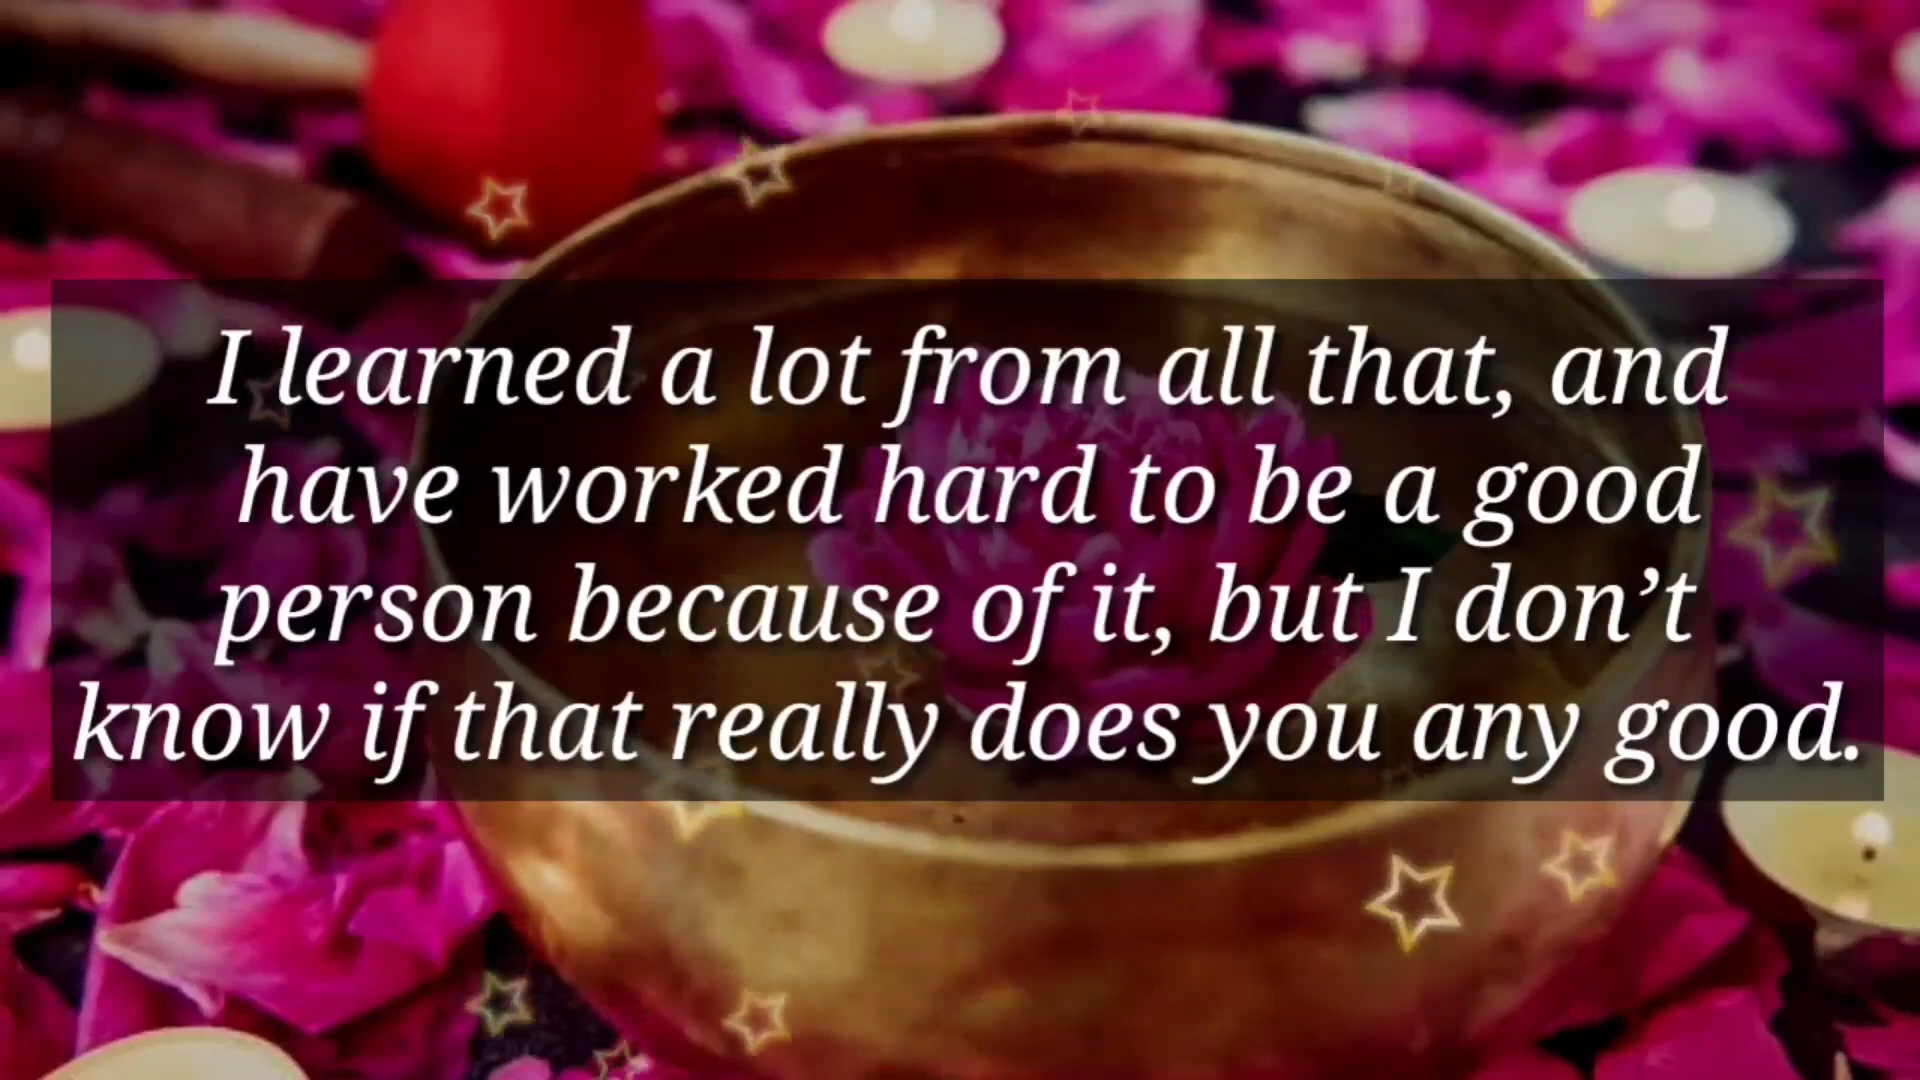 I learned a lot from all that, and
have worked hard to be a good
person because of it, but I don’t
know if that really does you any good.